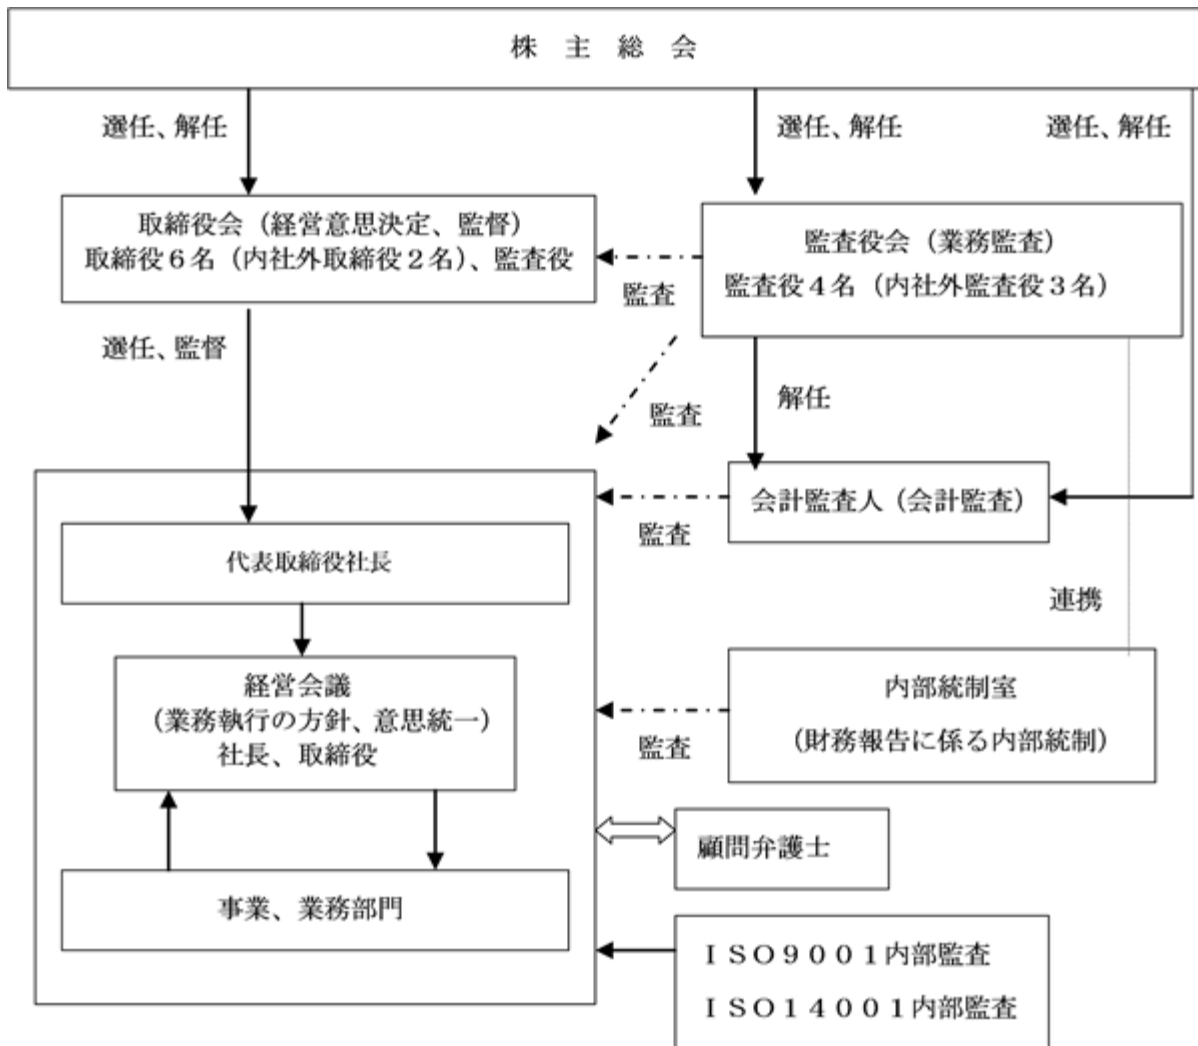 株 主 総 会
選任、解任
選任、解任
選任、解任
取締役会（経営意思決定、監督）
取締役６名（内社外取締役２名）、監査役
監査役会（業務監査）
監査役４名（内社外監査役３名）
監査
選任、監督
監査
解任
会計監査人（会計監査）
監査
代表取締役社長
連携
経営会議
（業務執行の方針、意思統一）
社長、取締役
内部統制室
（財務報告に係る内部統制）
監査
顧問弁護士
事業、業務部門
ＩＳＯ９００１内部監査
ＩＳＯ１４００１内部監査